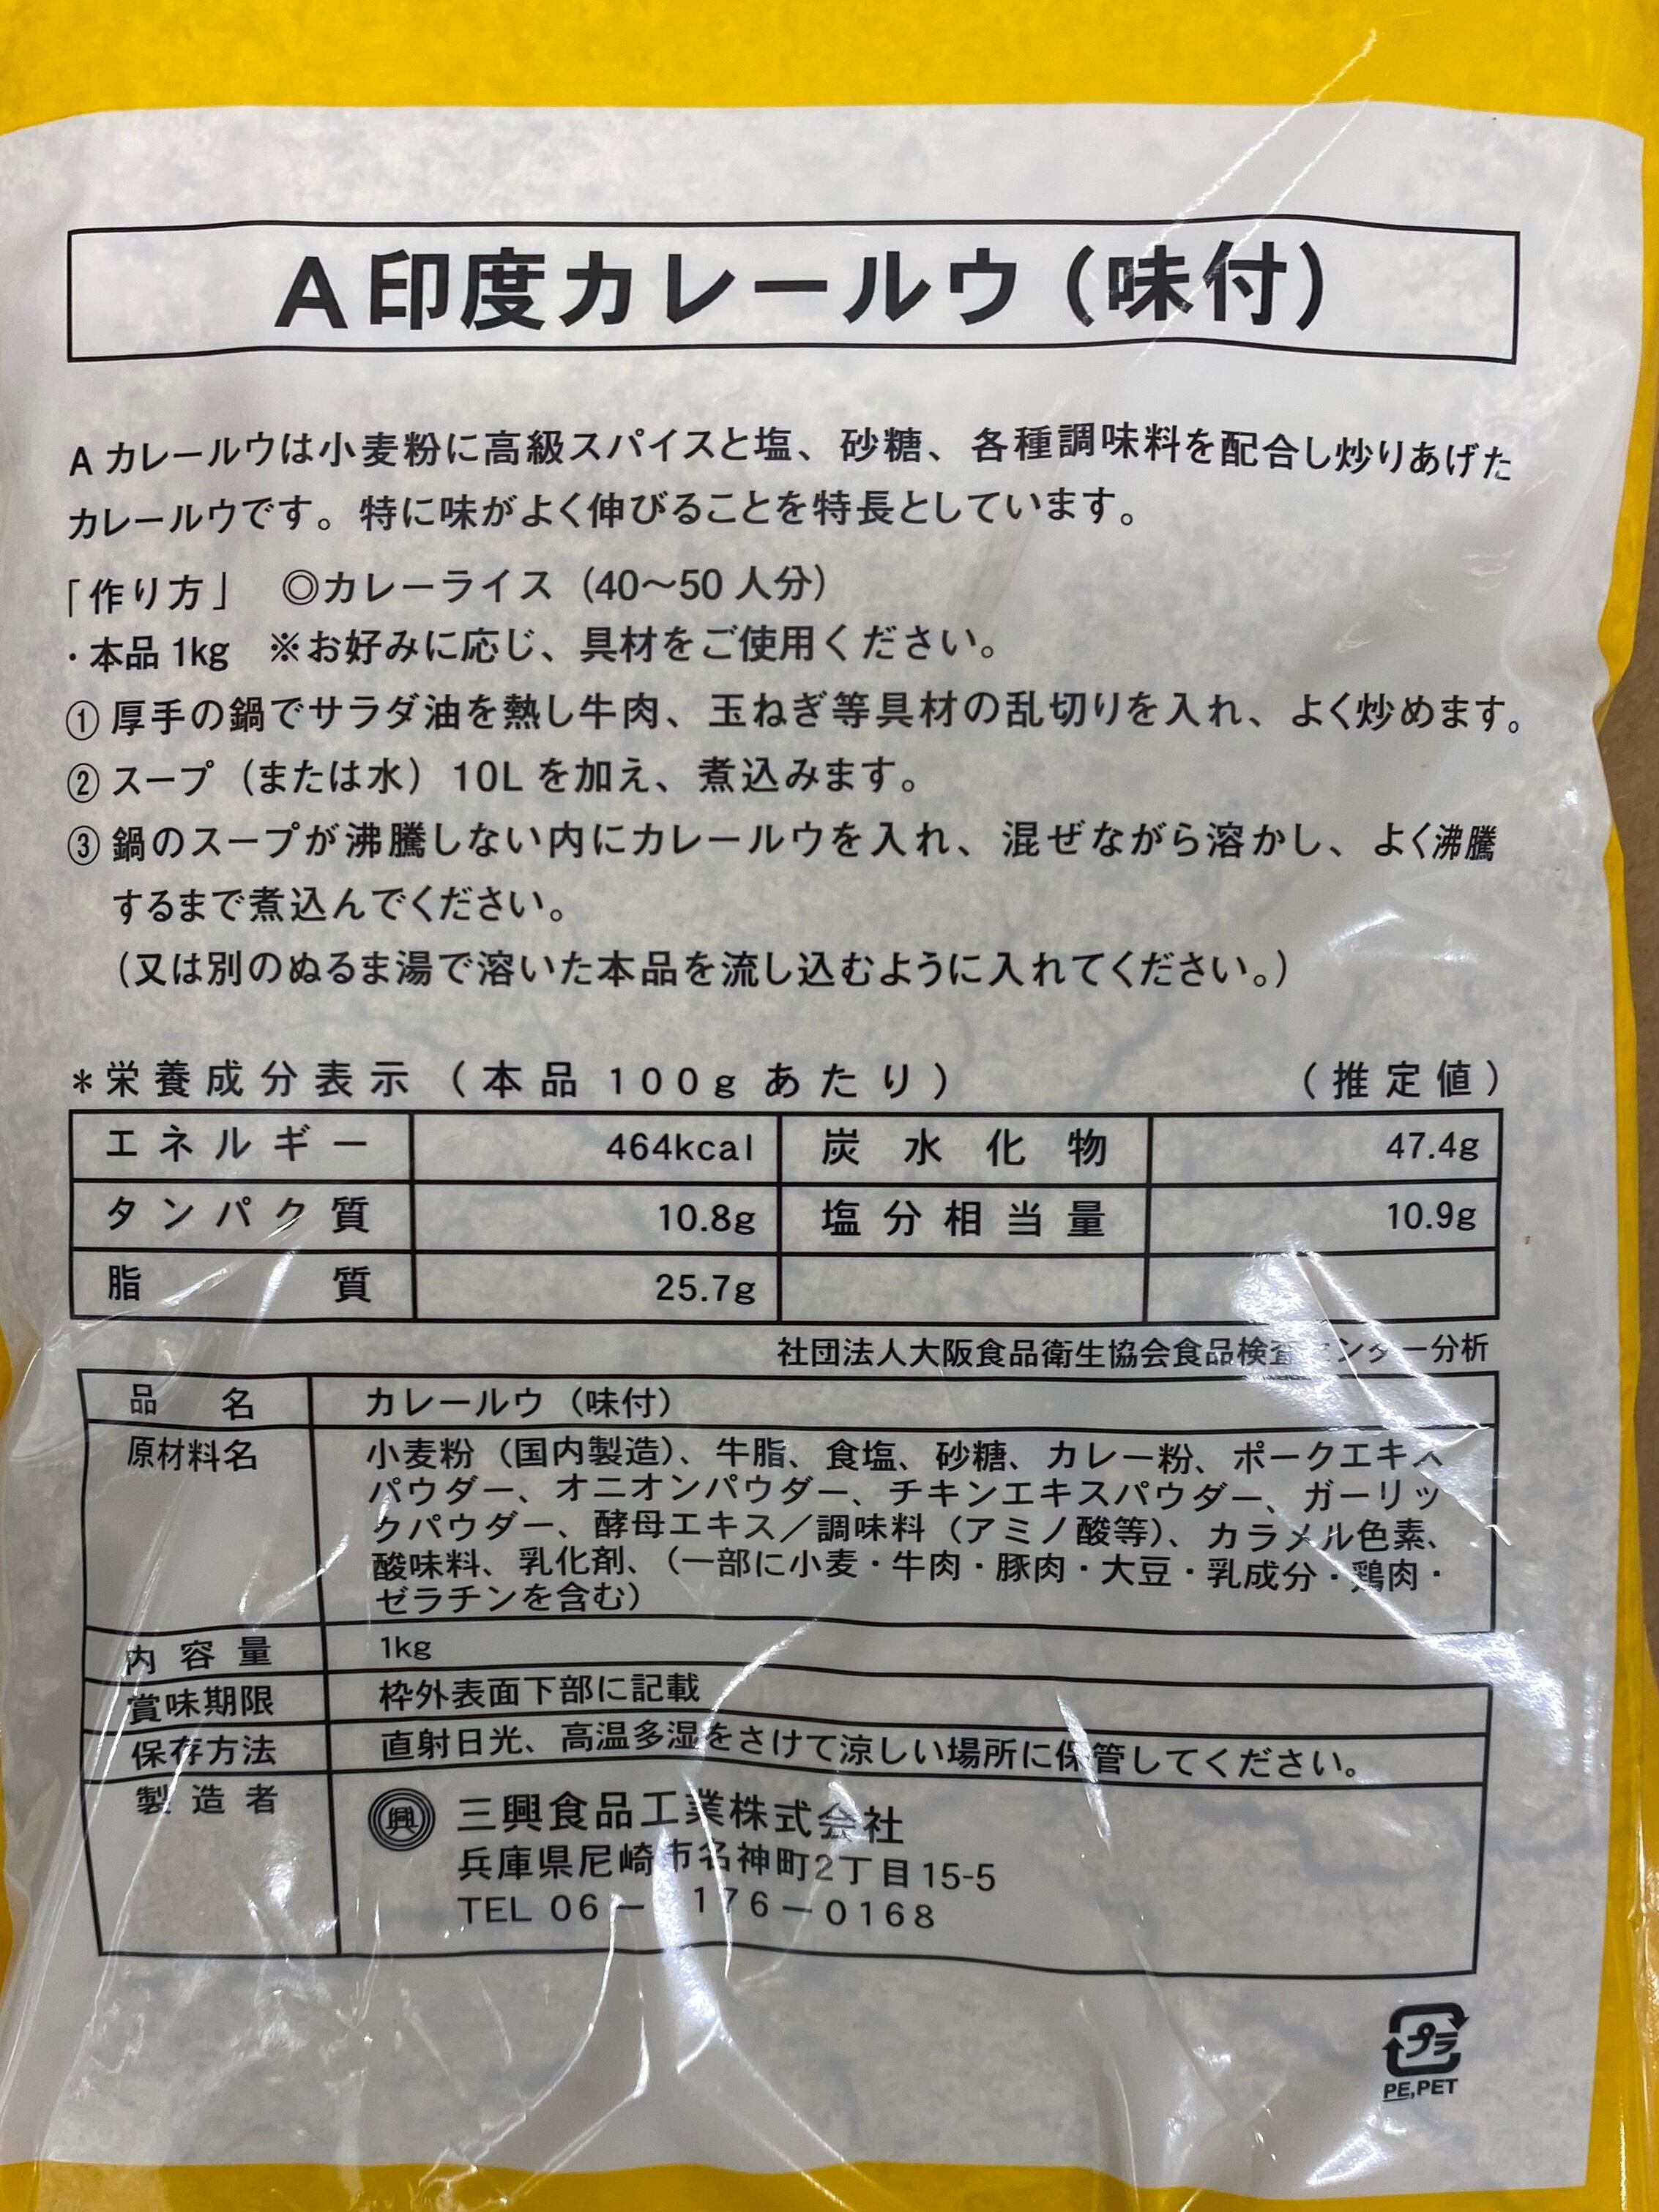 A印度カレールウ（味付）
A カレールウは小麦粉に高級スパイスと塩、砂糖、各種調味料を配合し炒りあげた
カレールウです。特に味がよく伸びることを特長としています。
「作り方」　◎カレーライス（40～50 人分）
・本品 1kg　※お好みに応じ、具材をご使用ください。
① 厚手の鍋でサラダ油を熱し牛肉、玉ねぎ等具材の乱切りを入れ、よく炒めます。
② スープ（または水）10L を加え、煮込みます。
③ 鍋のスープが沸騰しない内にカレールウを入れ、混ぜながら溶かし、よく沸騰
するまで煮込んでください。
（又は別のぬるま湯で溶いた本品を流し込むように入れてください。）
*栄養成分表示（本品100gあたり）　（推定値）
エネルギー　464kcal　炭水化物　47.4g
タンパク質　10.8g　塩分相当量　10.9g
脂質　25.7g
社団法人大阪食品衛生協会食品検査センター分析
品名　カレールウ（味付）
原材料名　小麦粉（国内製造）、牛脂、食塩、砂糖、カレー粉、ポークエキス
パウダー、オニオンパウダー、チキンエキスパウダー、ガーリッ
クパウダー、酵母エキス／調味料（アミノ酸等）、カラメル色素、
酸味料、乳化剤、（一部に小麦・牛肉・豚肉・大豆・乳成分・鶏肉・
ゼラチンを含む）
内容量　1kg
賞味期限　枠外表面下部に記載
保存方法　直射日光、高温多湿をさけて涼しい場所に保管してください。
製造者　興　三興食品工業株式会社
兵庫県尼崎市名神町2丁目15-5
TEL 06－　176－0168
プラ
PE,PET